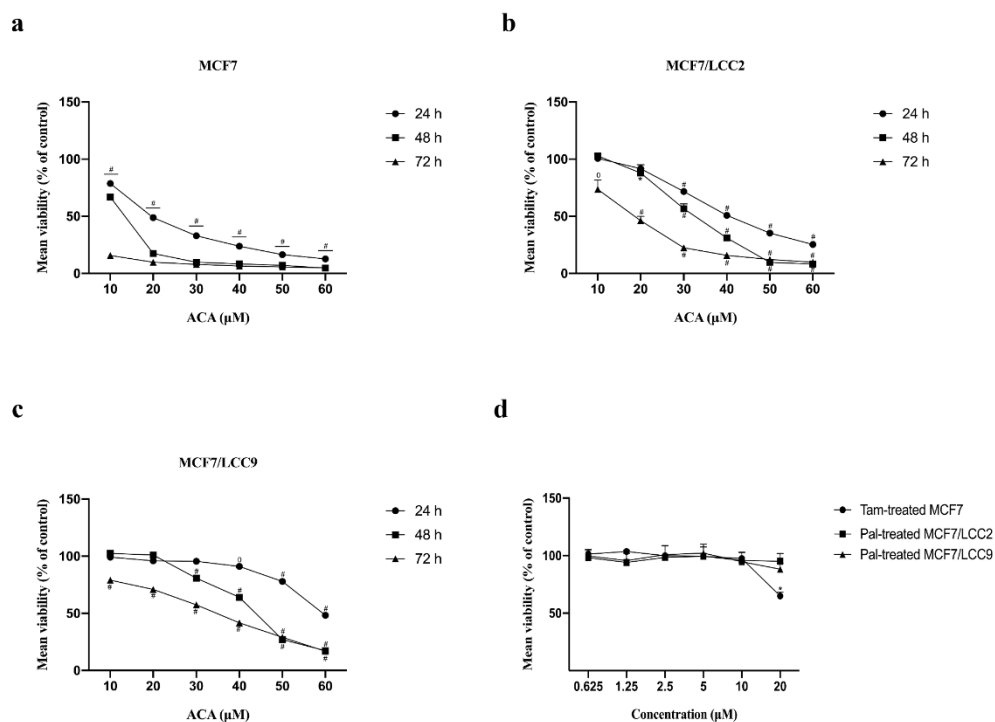 a
MCF7
Mean viability (% of control)
150
100
50
0
# # # # # #
10 20 30 40 50 60
ACA (µM)
24 h
48 h
72 h
b
MCF7/LCC2
Mean viability (% of control)
150
100
50
0
10 20 30 40 50 60
ACA (µM)
24 h
48 h
72 h
c
MCF7/LCC9
Mean viability (% of control)
150
100
50
0
10 20 30 40 50 60
ACA (µM)
24 h
48 h
72 h
d
Mean viability (% of control)
150
100
50
*
0.625 1.25 2.5 5 10 20
Concentration (µM)
Tam-treated MCF7
Pal-treated MCF7/LCC2
Pal-treated MCF7/LCC9